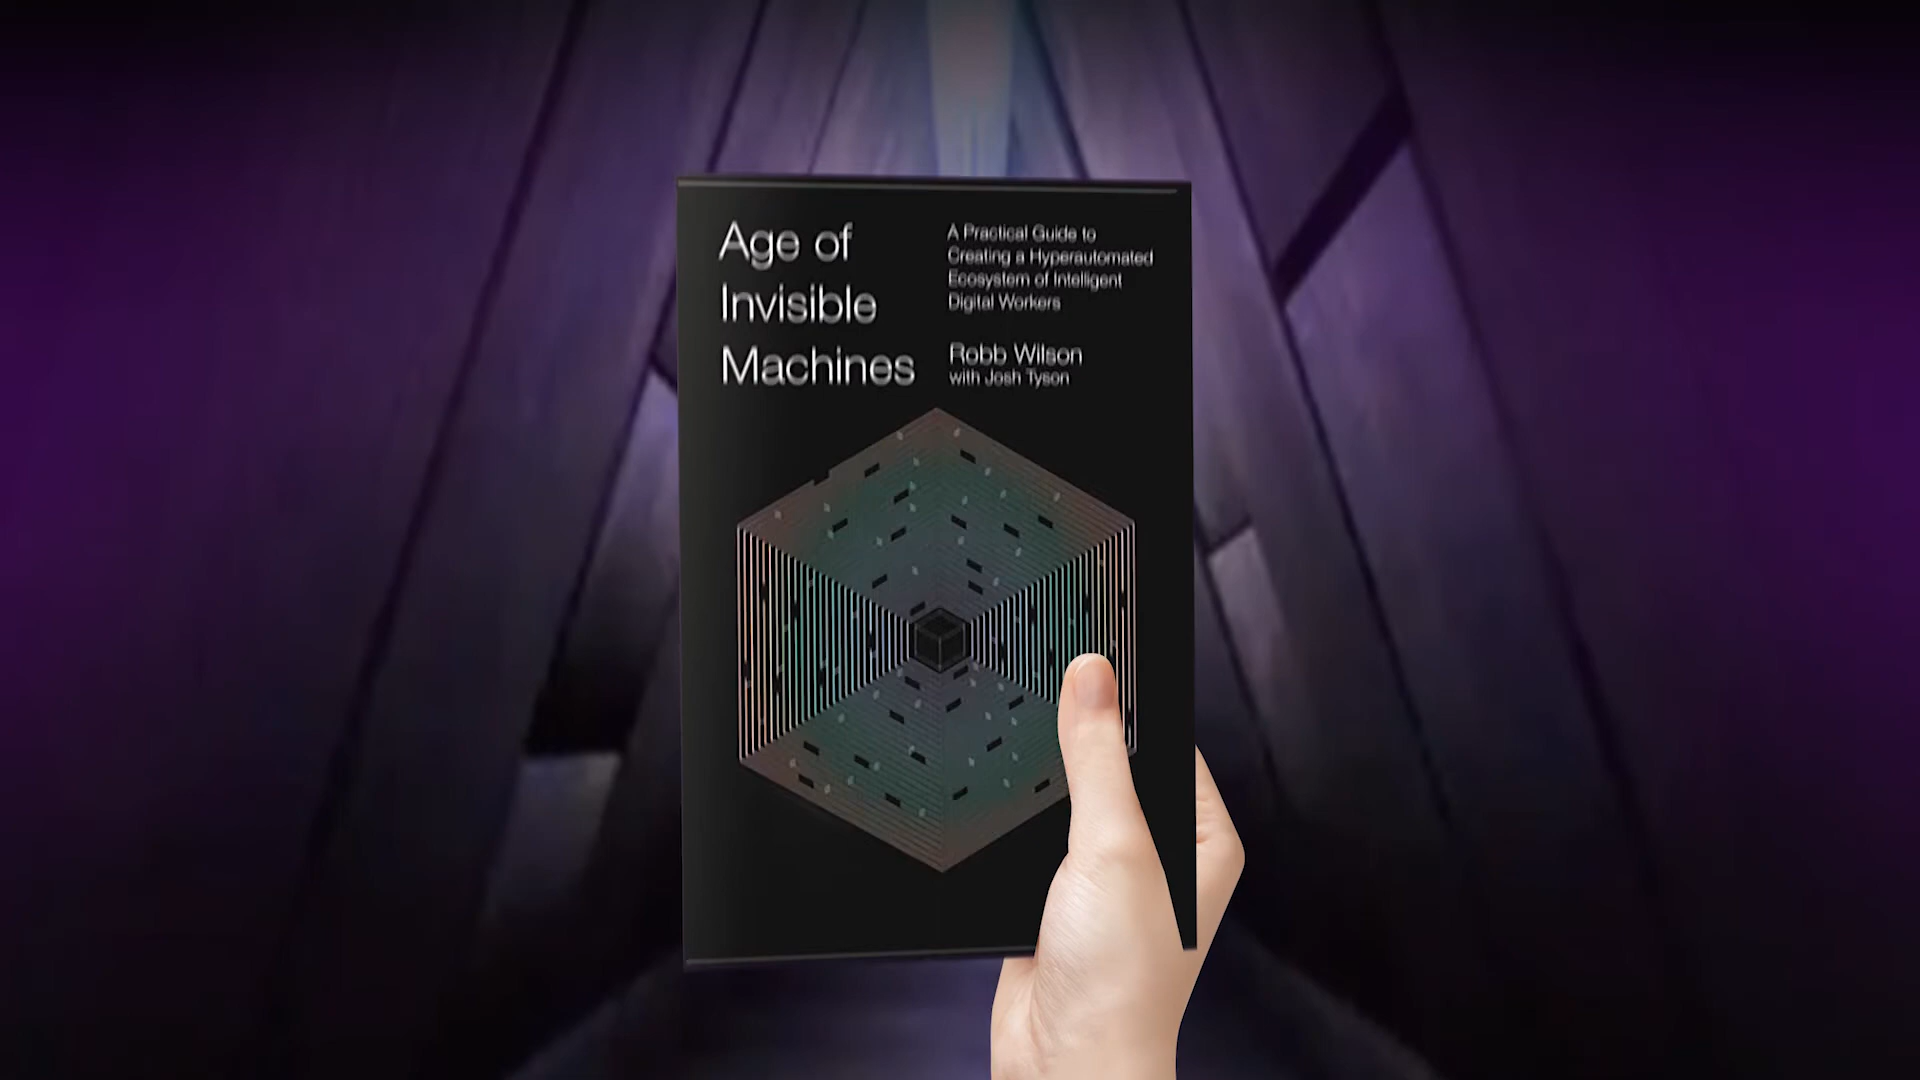 Age of
Invisible
Machines
A Practical Guide to
Creating a Hyperautomated
Ecosystem of Intelligent
Digital Workers
Robb Wilson
with Josh Tyson